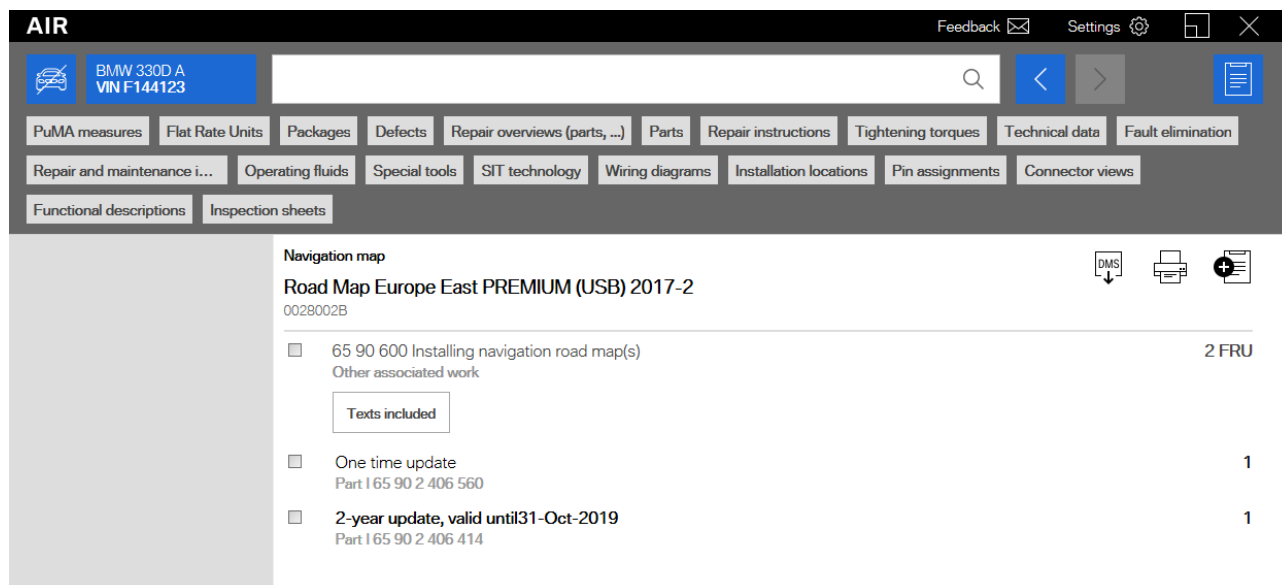 AIR
Feedback
Settings
BMW 330D A
VIN F144123
PuMA measures
Flat Rate Units
Packages
Defects
Repair overviews (parts, ...)
Parts
Repair instructions
Tightening torques
Technical data
Fault elimination
Repair and maintenance i...
Operating fluids
Special tools
SIT technology
Wiring diagrams
Installation locations
Pin assignments
Connector views
Functional descriptions
Inspection sheets
Navigation map
DMS
Road Map Europe East PREMIUM (USB) 2017-2
0028002B
65 90 600 Installing navigation road map(s) 2 FRU
Other associated work
Texts included
One time update 1
Part I 65 90 2 406 560
2-year update, valid until31-Oct-2019 1
Part I 65 90 2 406 414